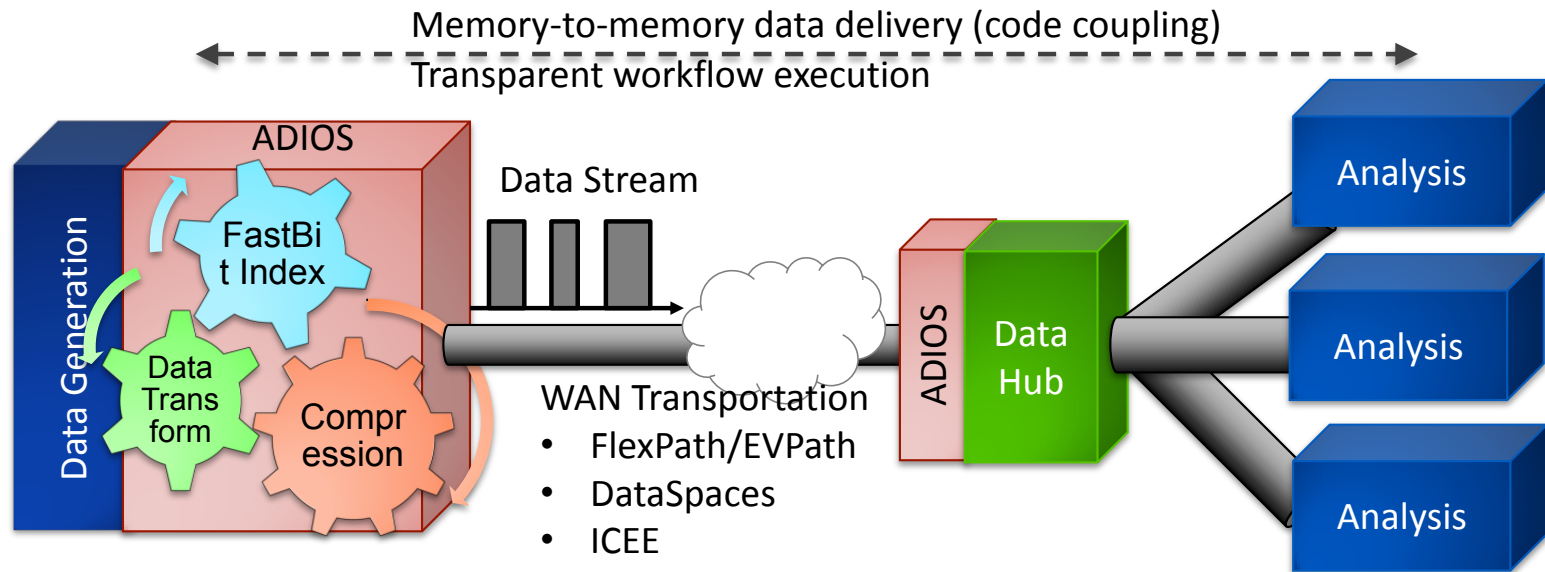 Memory-to-memory data delivery (code coupling)
Transparent workflow execution
Data Generation
ADIOS
FastBi
t Index
Data
Trans
form
Compr
ession
Data Stream
WAN Transportation
• FlexPath/EVPath
• DataSpaces
• ICEE
ADIOS
Data
Hub
Analysis
Analysis
Analysis